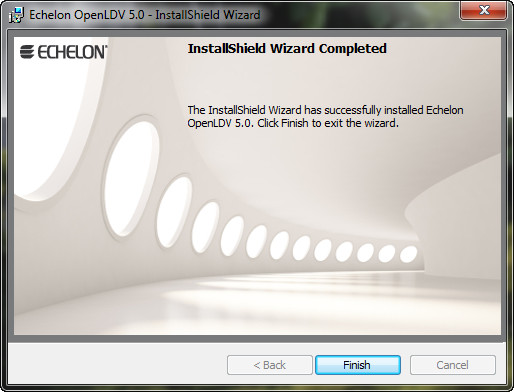 Echelon OpenLDV 5.0 - InstallShield Wizard
ECHELON
InstallShield Wizard Completed
The InstallShield Wizard has successfully installed Echelon
OpenLDV 5.0. Click Finish to exit the wizard.
< Back
Finish
Cancel